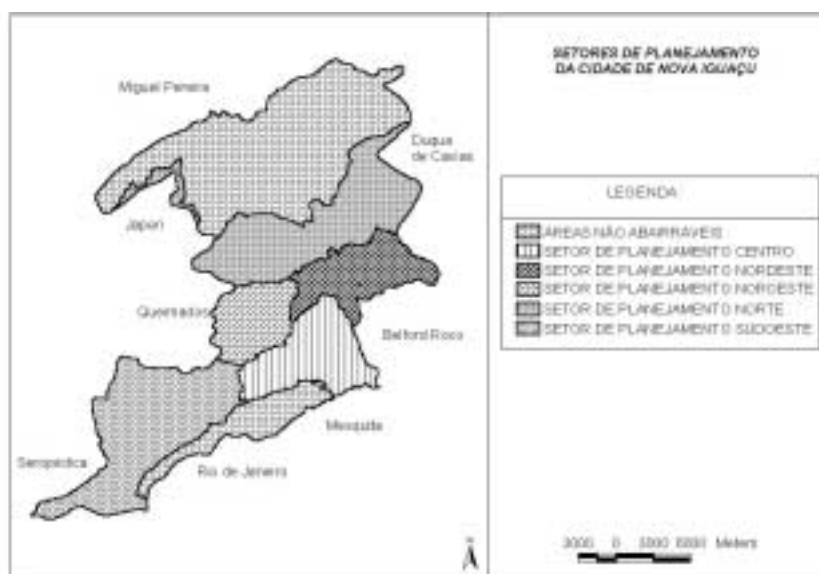 SETORES DE PLANEJAMENTO
DA CIDADE DE NOVA IGUAÇU
Miguel Pereira
Duque
de Caxias
Japeri
Queimados
Belford Roxo
Mesquita
Seropédica
Rio de Janeiro
LEGENDA
ÁREAS NÃO ABAIRRÁVEIS
SETOR DE PLANEJAMENTO CENTRO
SETOR DE PLANEJAMENTO NORDESTE
SETOR DE PLANEJAMENTO NOROESTE
SETOR DE PLANEJAMENTO NORTE
SETOR DE PLANEJAMENTO SUDOESTE
N
3000 0 3000 6000 Meters